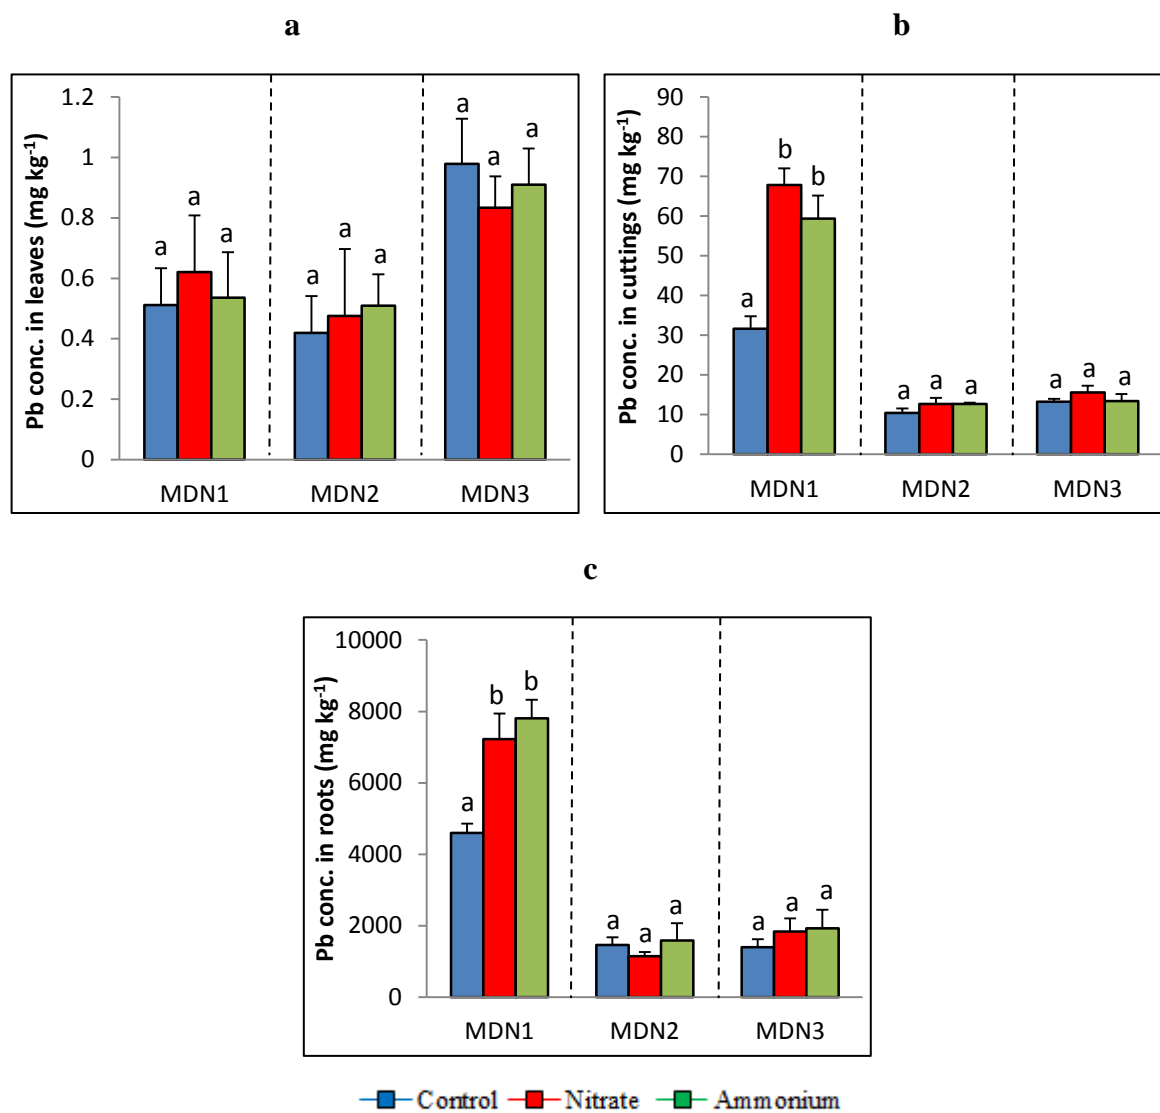 a
Pb conc. in leaves (mg kg-1)
1.2
1
0.8
0.6
0.4
0.2
0
a a a
a a a
a a a
MDN1 MDN2 MDN3
b
Pb conc. in cuttings (mg kg-1)
90
80
70
60
50
40
30
20
10
0
a b b
a a a
a a a
MDN1 MDN2 MDN3
c
Pb conc. in roots (mg kg-1)
10000
8000
6000
4000
2000
0
a b b
a a a
a a a
MDN1 MDN2 MDN3
Control Nitrate Ammonium